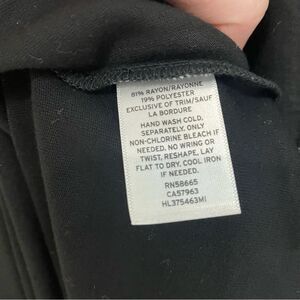 81% RAYON/RAYONNE
19% POLYESTER
EXCLUSIVE OF TRIM/SAUF
LA BORDURE
HAND WASH COLD.
SEPARATELY. ONLY
NON-CHLORINE BLEACH IF
NEEDED. NO WRING OR
TWIST. RESHAPE, LAY
FLAT TO DRY. COOL IRON
IF NEEDED.
RN58665
CA57963
HL375463MI